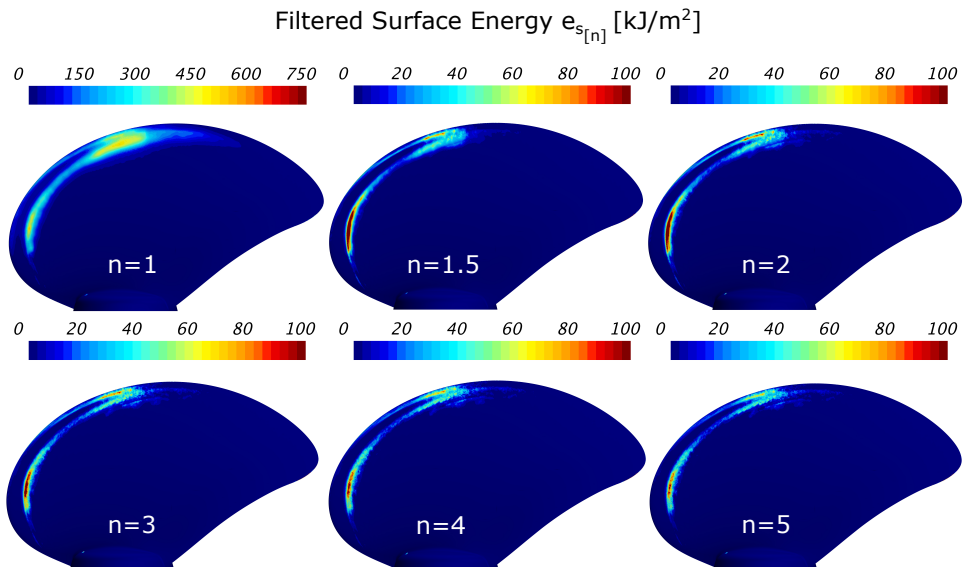 Filtered Surface Energy e_s[n] [kJ/m²]
0 150 300 450 600 750
0 20 40 60 80 100
0 20 40 60 80 100
n=1
n=1.5
n=2
0 20 40 60 80 100
0 20 40 60 80 100
0 20 40 60 80 100
n=3
n=4
n=5